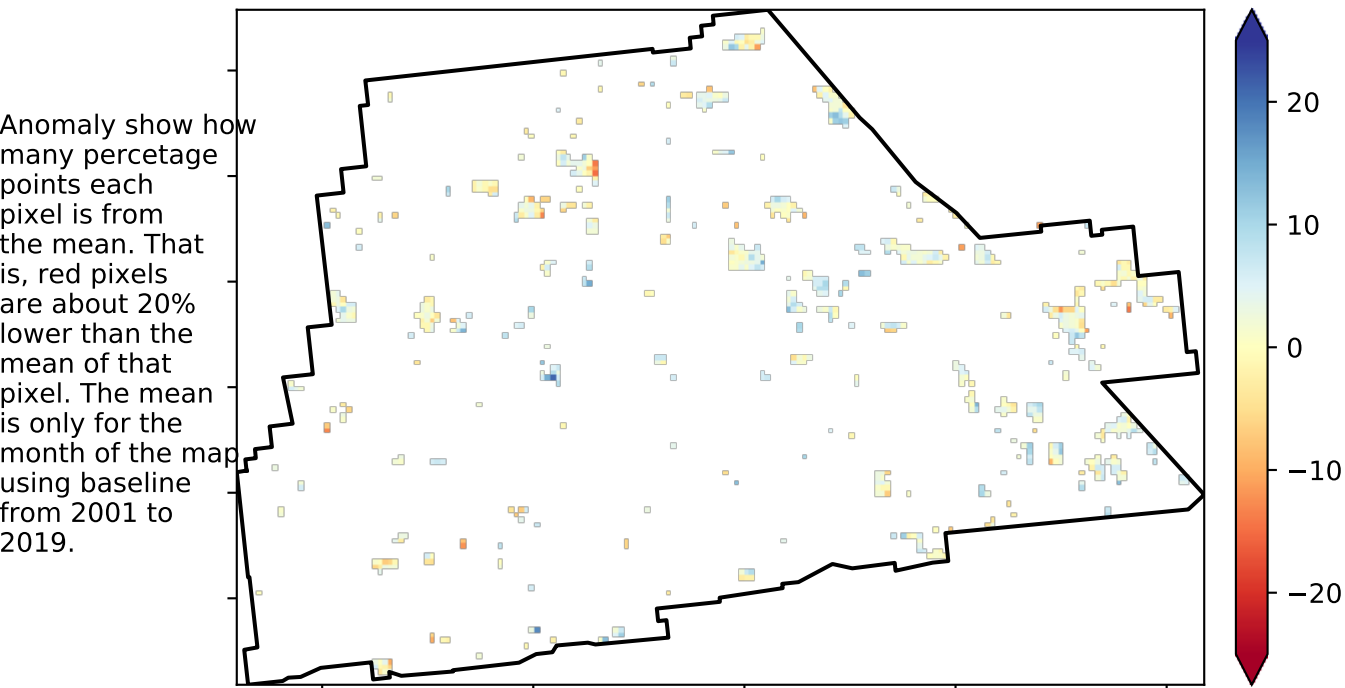 Anomaly show how
many percetage
points each
pixel is from
the mean. That
is, red pixels
are about 20%
lower than the
mean of that
pixel. The mean
is only for the
month of the map
using baseline
from 2001 to
2019.
20
10
0
−10
−20